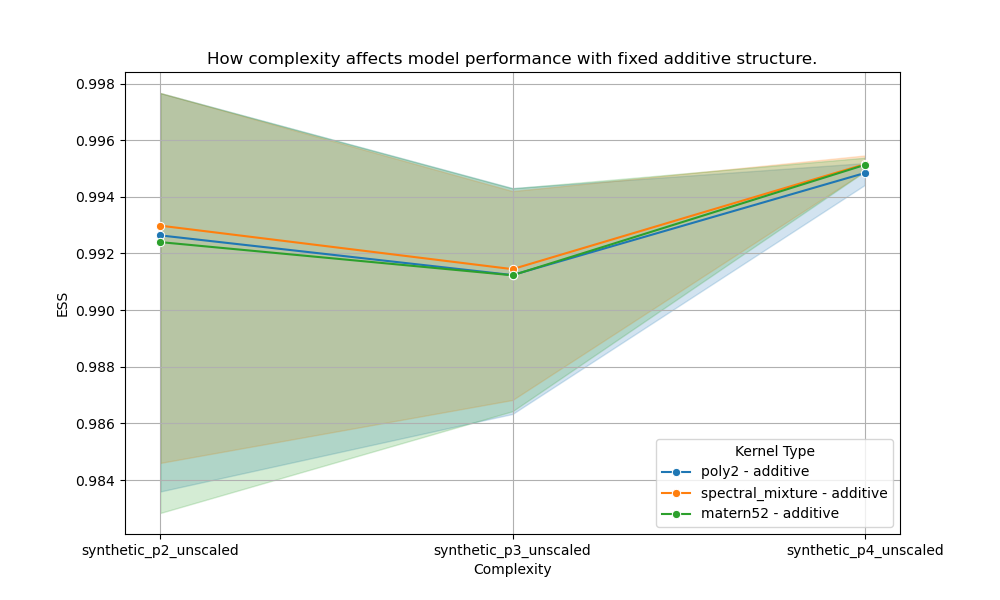 How complexity affects model performance with fixed additive structure.
0.998
0.996
0.994
0.992
0.990
0.988
0.986
0.984
ESS
Kernel Type
poly2 - additive
spectral_mixture - additive
matern52 - additive
synthetic_p2_unscaled
synthetic_p3_unscaled
synthetic_p4_unscaled
Complexity